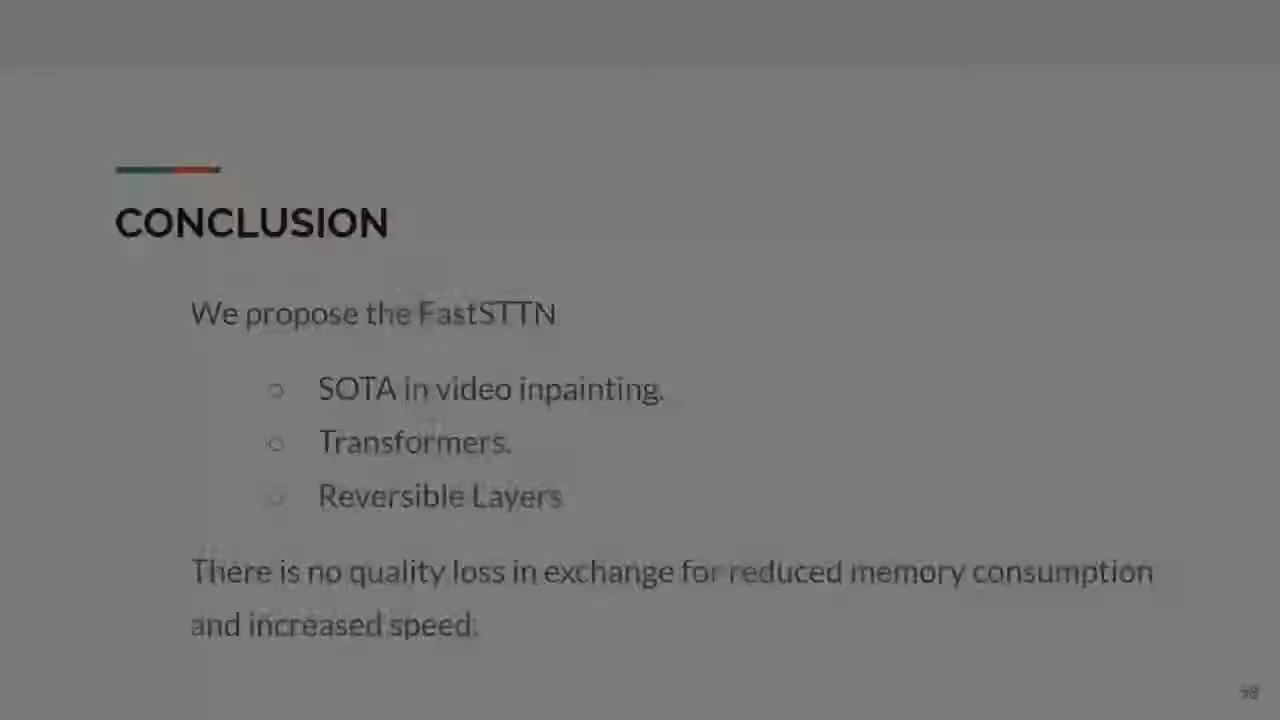 CONCLUSION
We propose the FastSTTN
○ SOTA in video inpainting.
○ Transformers.
○ Reversible Layers
There is no quality loss in exchange for reduced memory consumption
and increased speed.